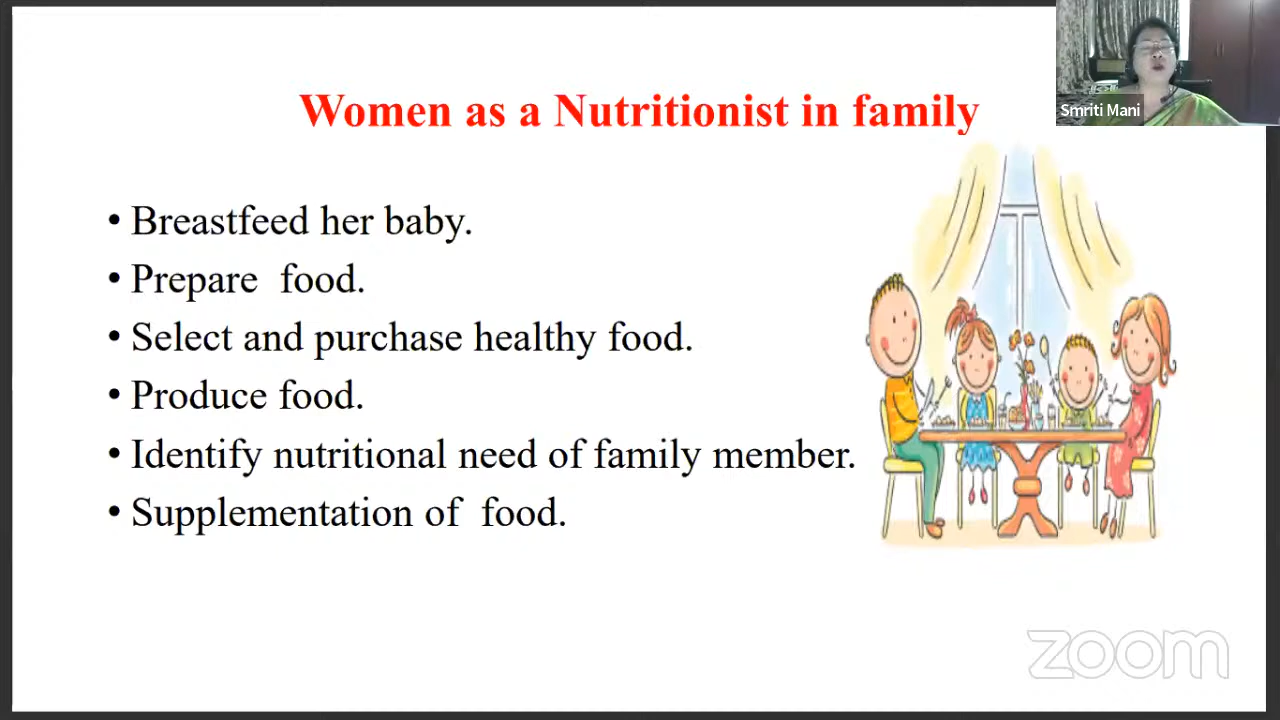 Women as a Nutritionist in family
Smriti Mani
• Breastfeed her baby.
• Prepare  food.
• Select and purchase healthy food.
• Produce food.
• Identify nutritional need of family member.
• Supplementation of  food.
zoom